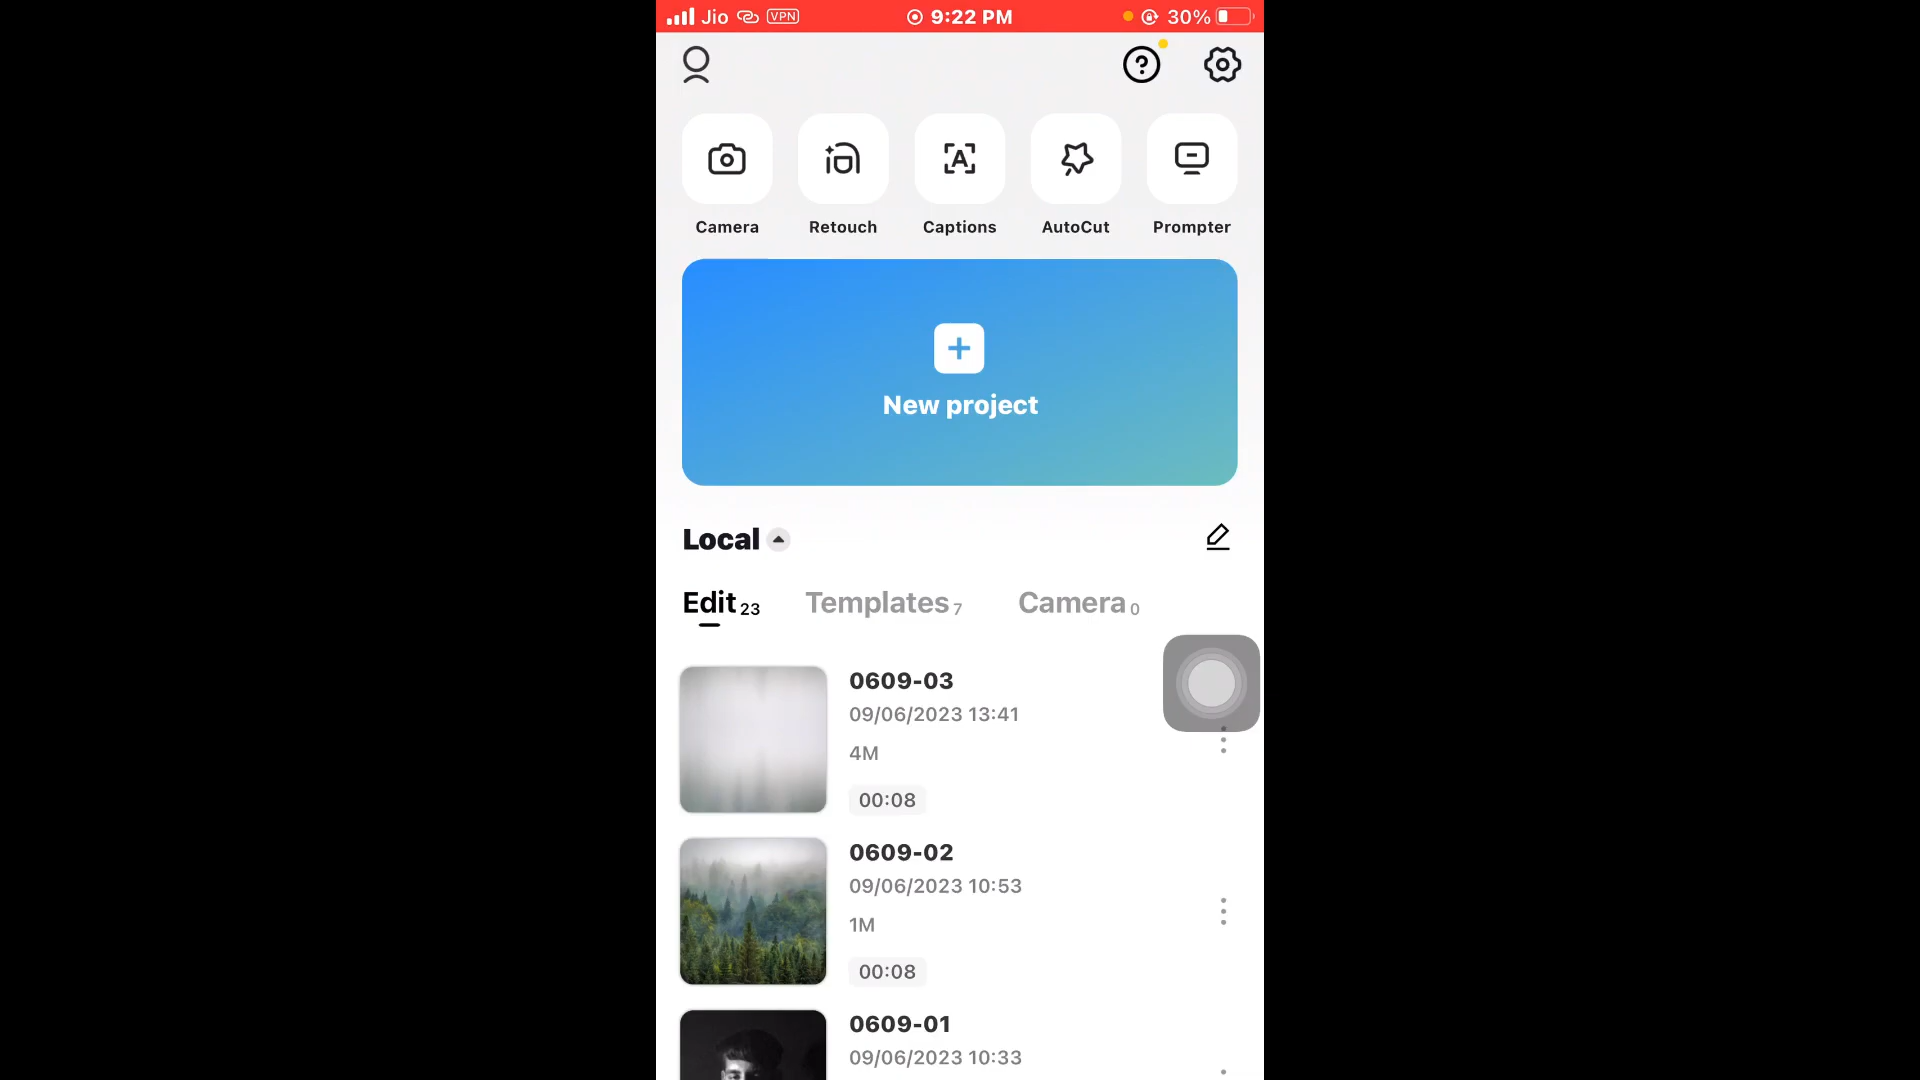 Jio VPN 9:22 PM 30%
Camera Retouch Captions AutoCut Prompter
New project
Local
Edit 23 Templates 7 Camera 0
0609-03
09/06/2023 13:41
4M
00:08
0609-02
09/06/2023 10:53
1M
00:08
0609-01
09/06/2023 10:33